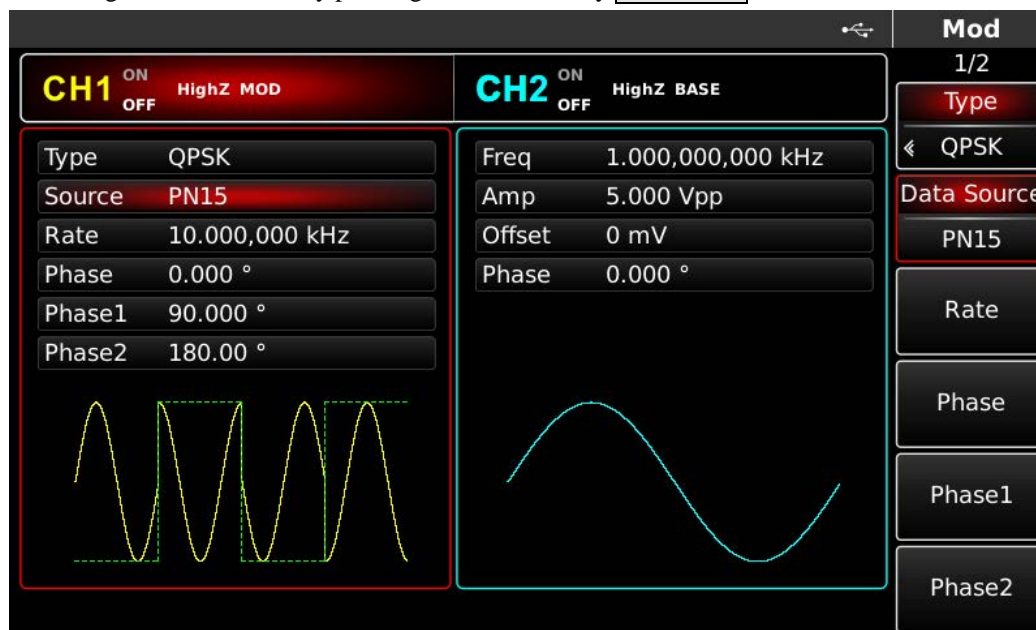 Mod
1/2
CH1 ON OFF HighZ MOD
CH2 ON OFF HighZ BASE
Type QPSK
Source PN15
Rate 10.000,000 kHz
Phase 0.000 °
Phase1 90.000 °
Phase2 180.00 °
Freq 1.000,000,000 kHz
Amp 5.000 Vpp
Offset 0 mV
Phase 0.000 °
Type
« QPSK
Data Source
PN15
Rate
Phase
Phase1
Phase2